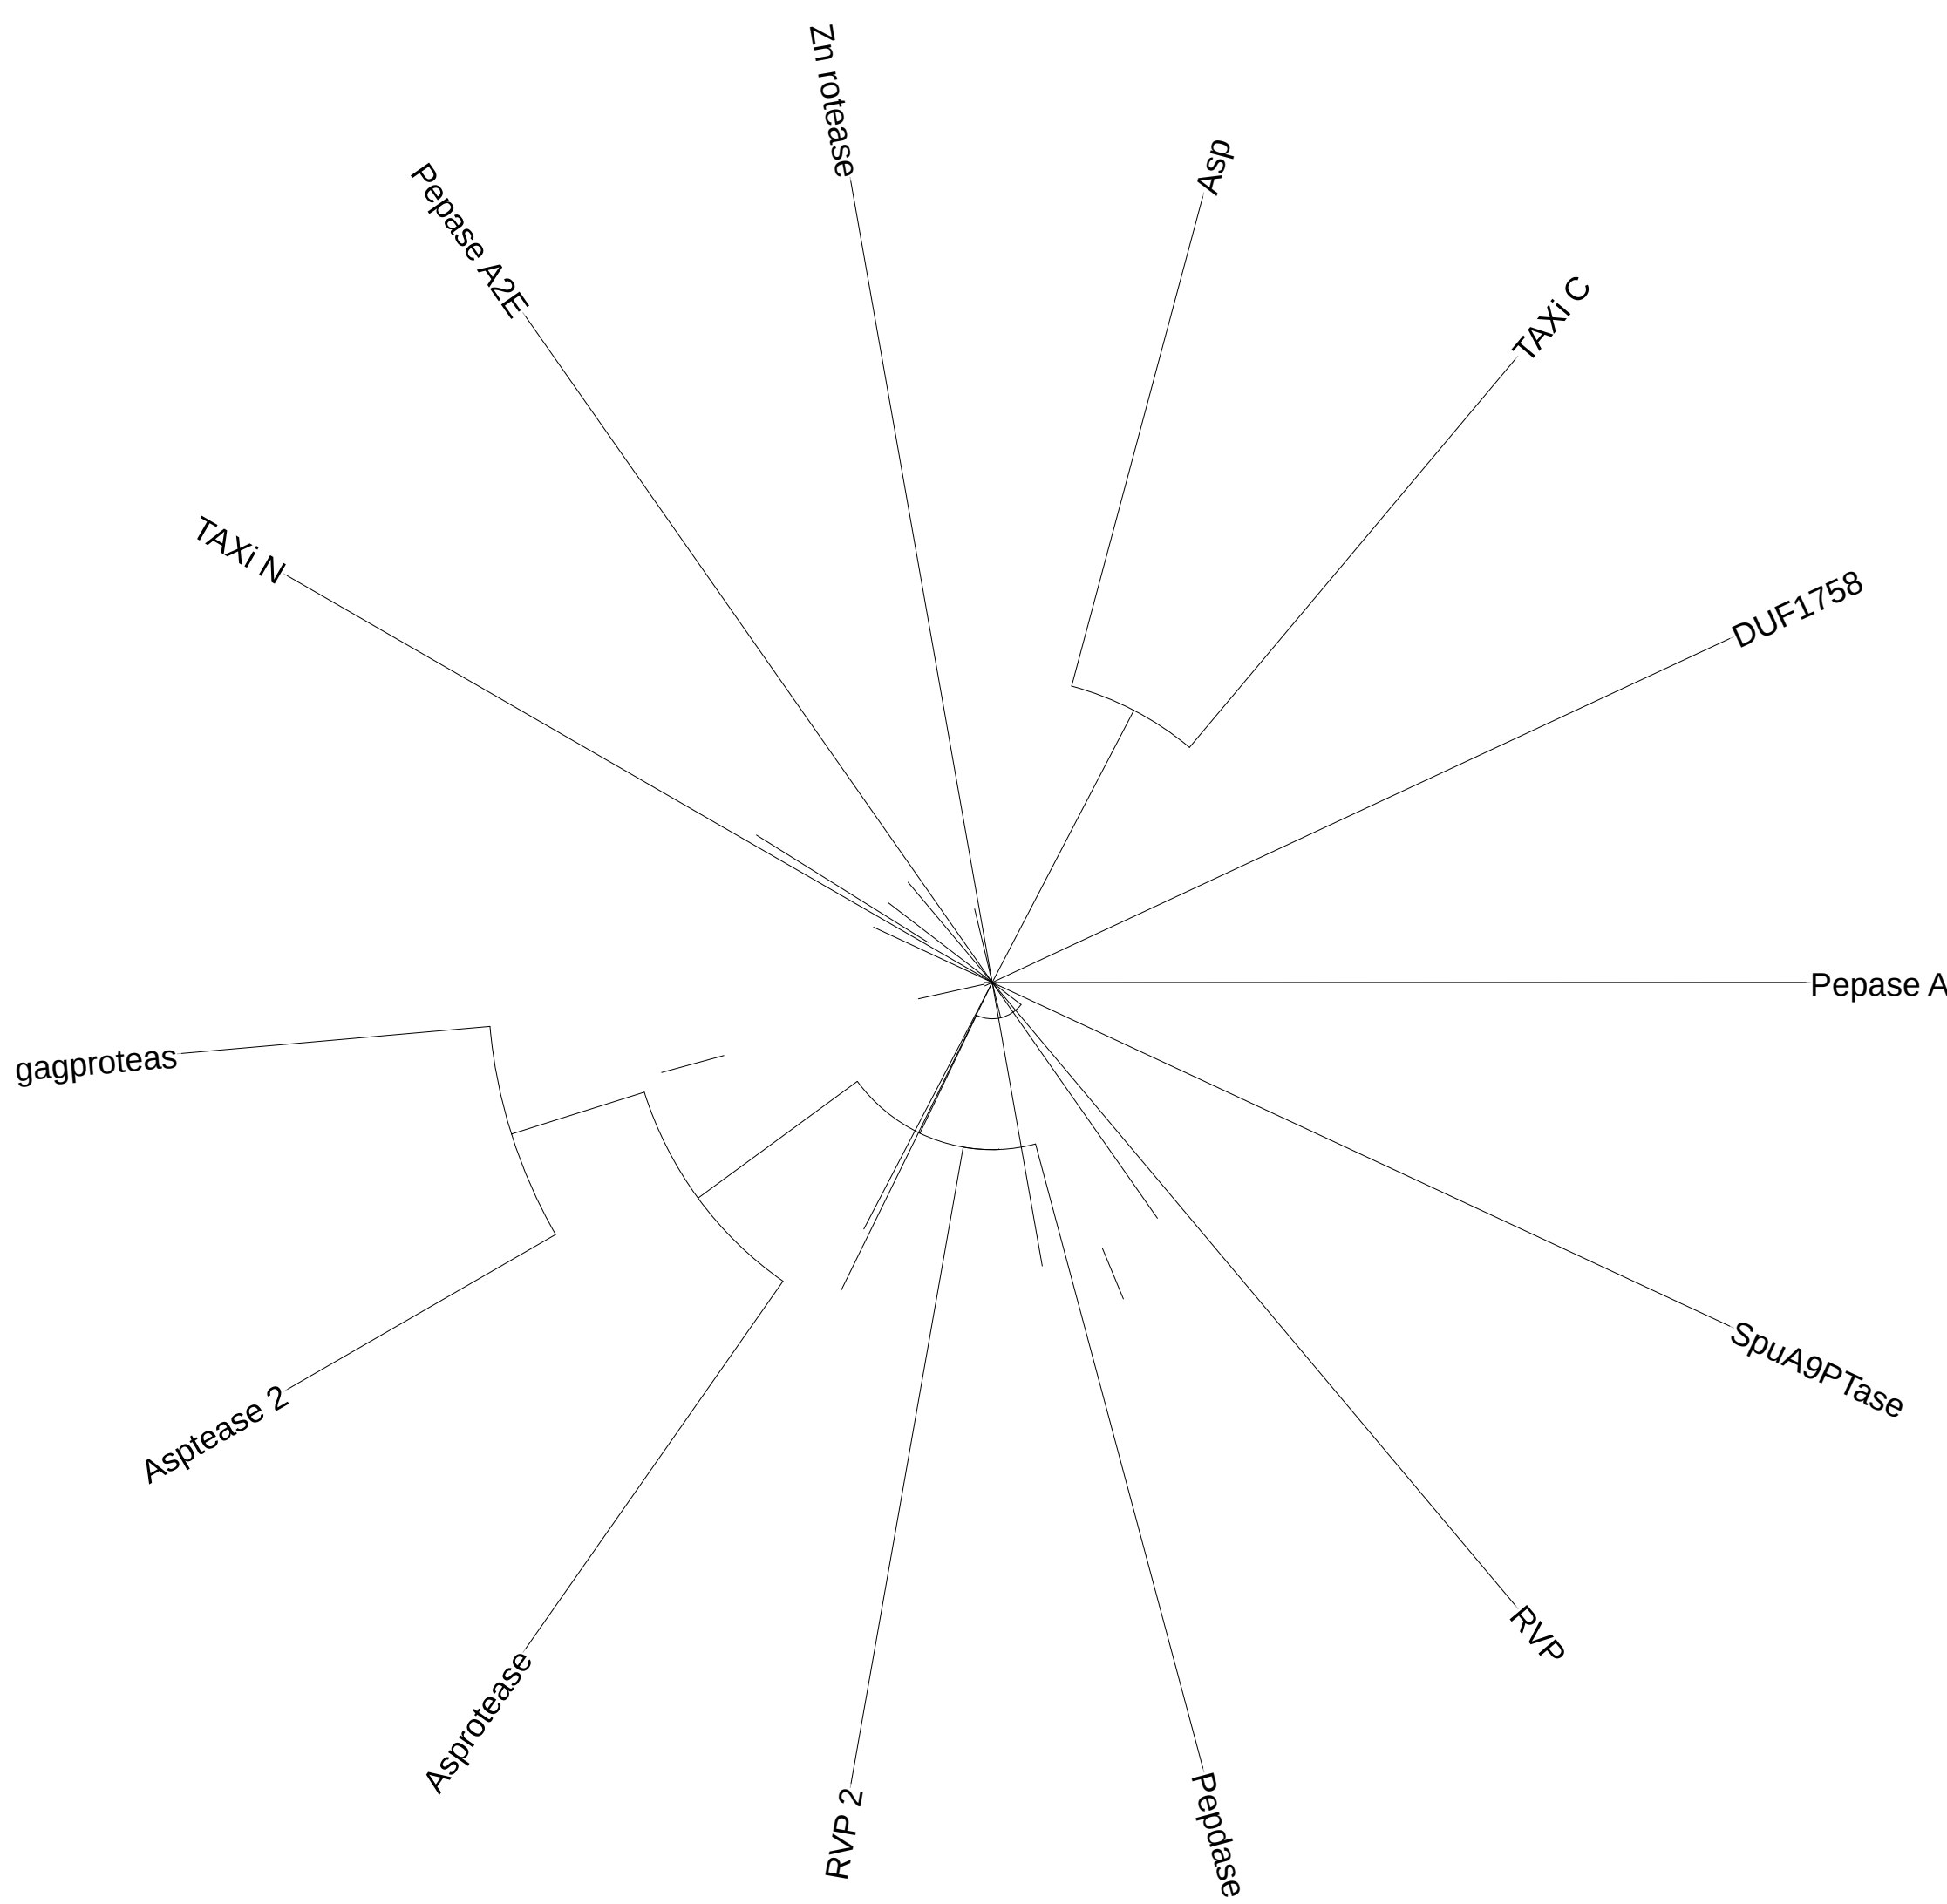 Zn rotease
Asp
Pepase A2E
TAXi C
TAXi N
DUF1758
Pepase A
gagproteas
SpuA9PTase
Asptease 2
RVP
Asprotease
RVP 2
Pepdase